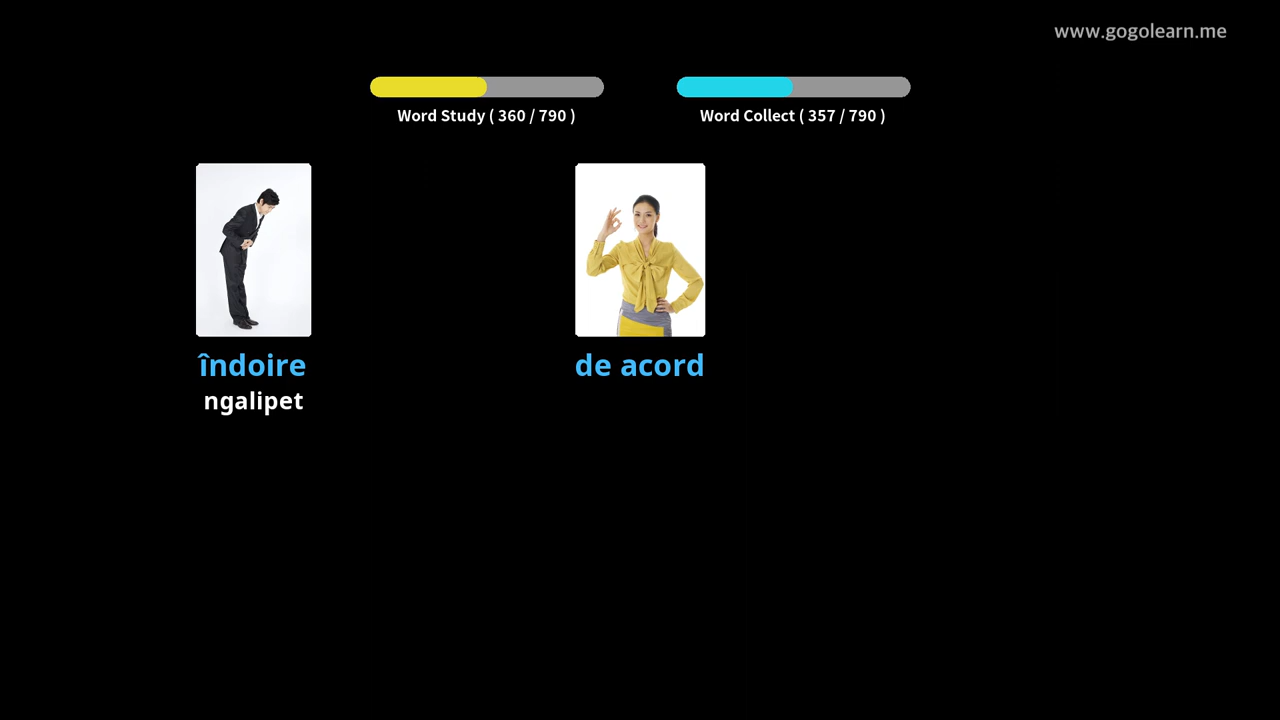 www.gogolearn.me
Word Study ( 360 / 790 )
Word Collect ( 357 / 790 )
îndoire
ngalipet
de acord